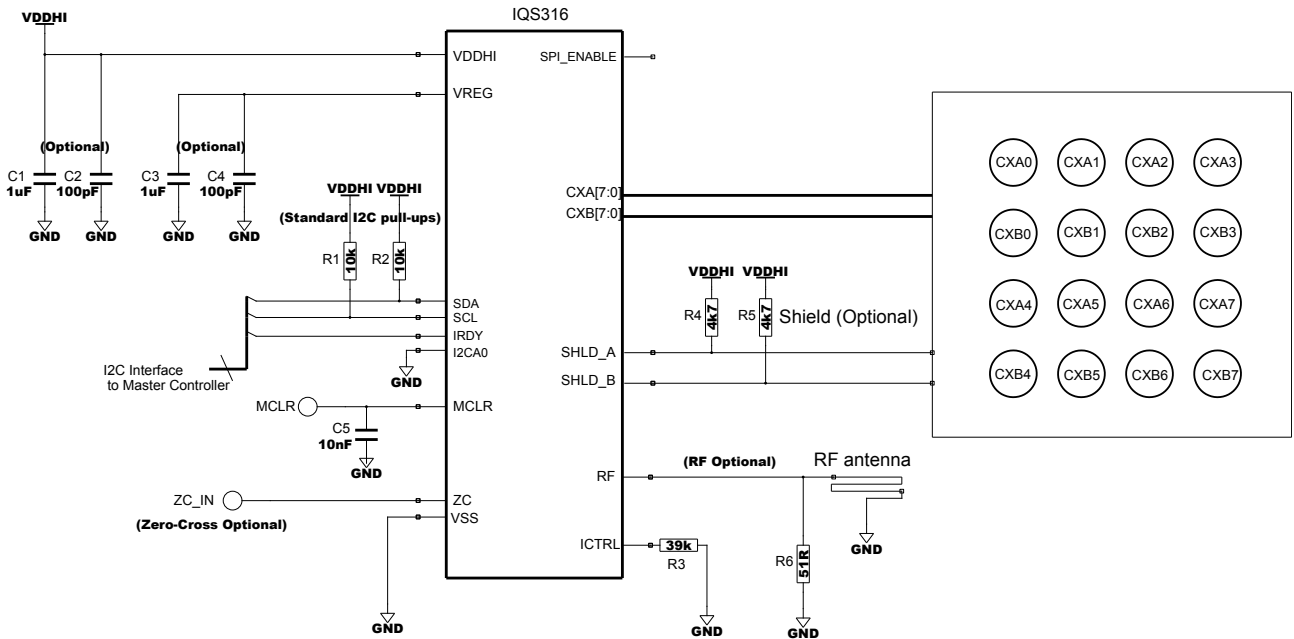 IQS316
VDDHI
VDDHI
SPI_ENABLE
VREG
(Optional)
(Optional)
C1
1uF
C2
100pF
C3
1uF
C4
100pF
GND
GND
GND
GND
VDDHI
VDDHI
(Standard I2C pull-ups)
R1
10k
R2
10k
CXA[7:0]
CXB[7:0]
CXA0
CXA1
CXA2
CXA3
CXB0
CXB1
CXB2
CXB3
CXA4
CXA5
CXA6
CXA7
CXB4
CXB5
CXB6
CXB7
VDDHI
VDDHI
R4
4k7
R5
4k7
Shield (Optional)
SDA
SCL
IRDY
I2CA0
GND
SHLD_A
SHLD_B
I2C Interface
to Master Controller
MCLR
MCLR
C5
10nF
GND
RF
(RF Optional)
RF antenna
GND
ZC_IN
ZC
(Zero-Cross Optional)
VSS
ICTRL
39k
R3
R6
51R
GND
GND
GND